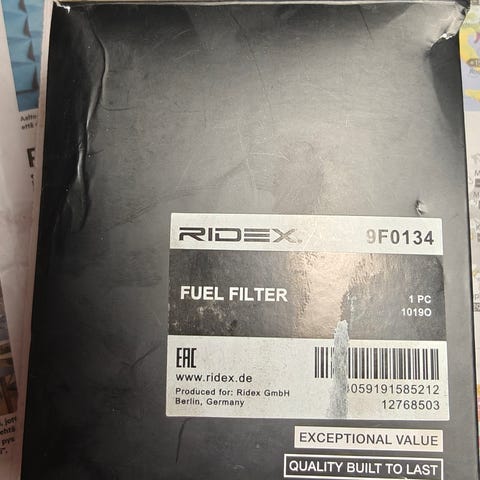 RIDEX 9F0134
FUEL FILTER
1 PC
1019O
EAC
www.ridex.de
Produced for: Ridex GmbH
Berlin, Germany
059191585212
12768503
EXCEPTIONAL VALUE
QUALITY BUILT TO LAST